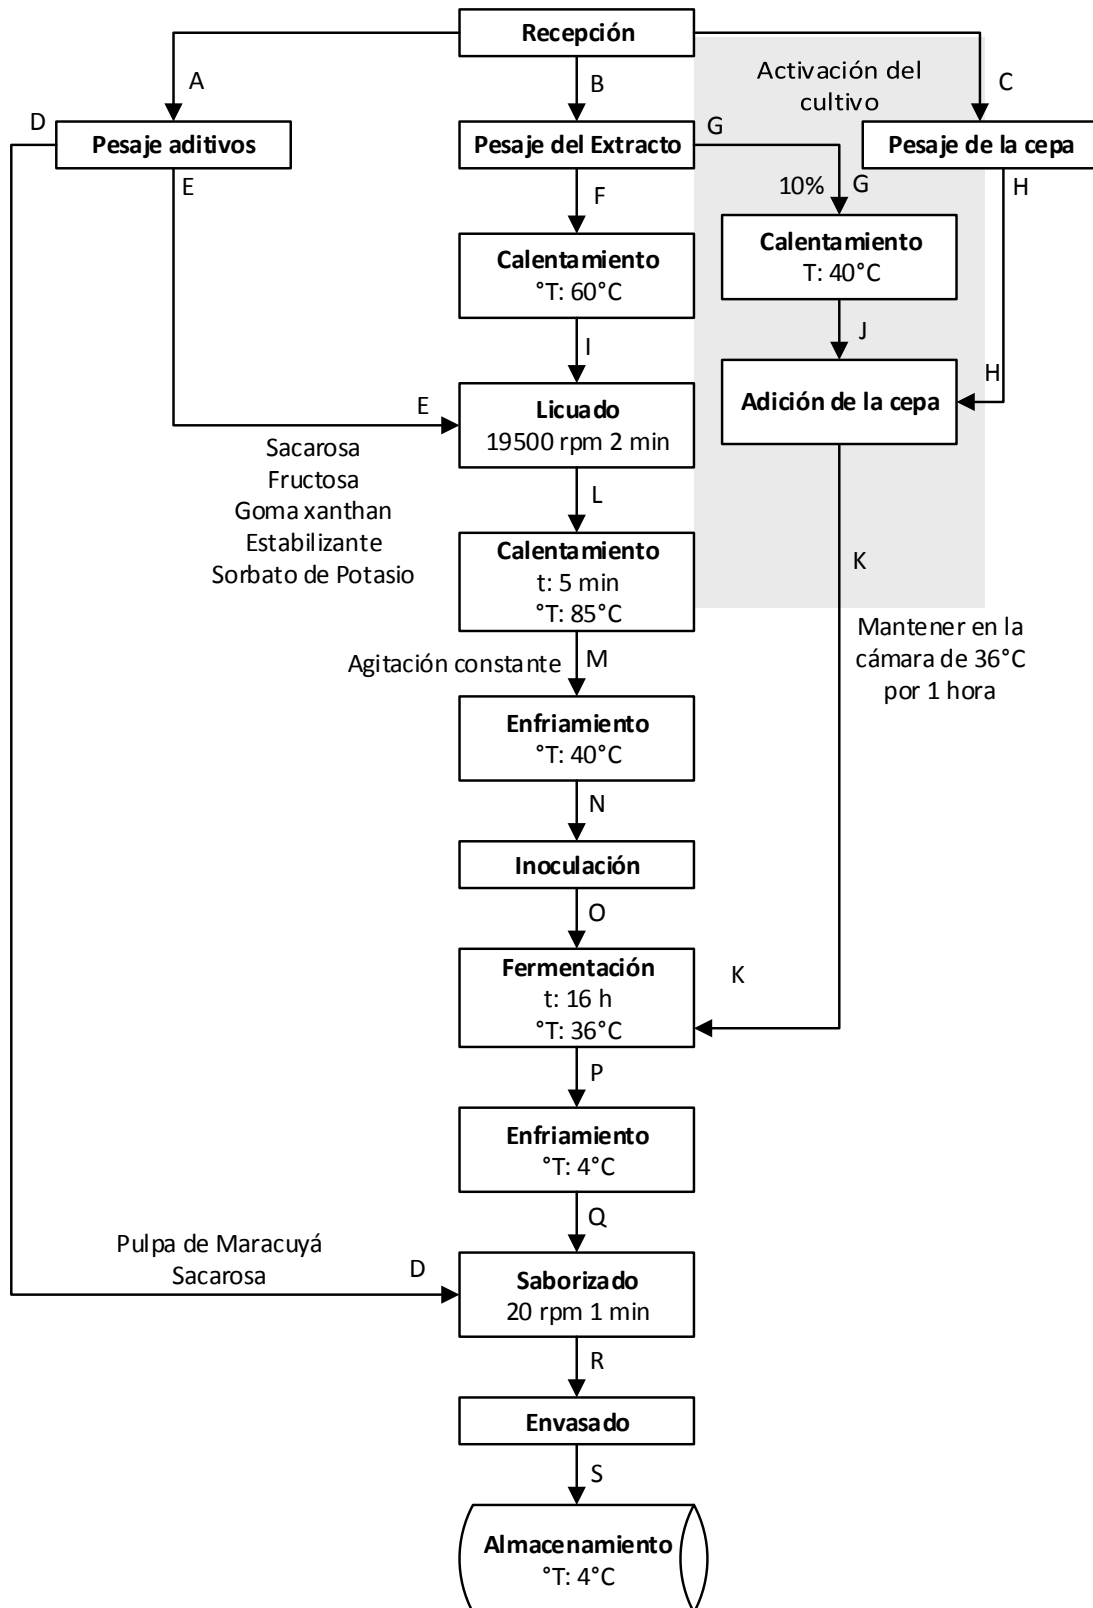 Recepción
Activación del
cultivo
A
B
C
D
Pesaje aditivos
Pesaje del Extracto
G
Pesaje de la cepa
E
F
10%
G
H
Calentamiento
°T: 60°C
Calentamiento
T: 40°C
I
J
E
Licuado
19500 rpm 2 min
Adición de la cepa
H
Sacarosa
Fructosa
Goma xanthan
Estabilizante
Sorbato de Potasio
L
Calentamiento
t: 5 min
°T: 85°C
K
Mantener en la
cámara de 36°C
por 1 hora
Agitación constante
M
Enfriamiento
°T: 40°C
N
Inoculación
O
Fermentación
t: 16 h
°T: 36°C
K
P
Enfriamiento
°T: 4°C
Q
Pulpa de Maracuyá
Sacarosa
D
Saborizado
20 rpm 1 min
R
Envasado
S
Almacenamiento
°T: 4°C